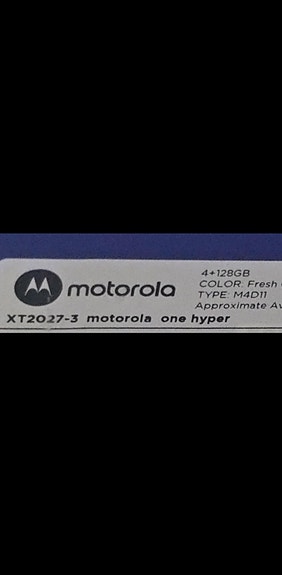 motorola
4+128GB
COLOR: Fresh
TYPE: M4D11
Approximate
XT2027-3 motorola one hyper